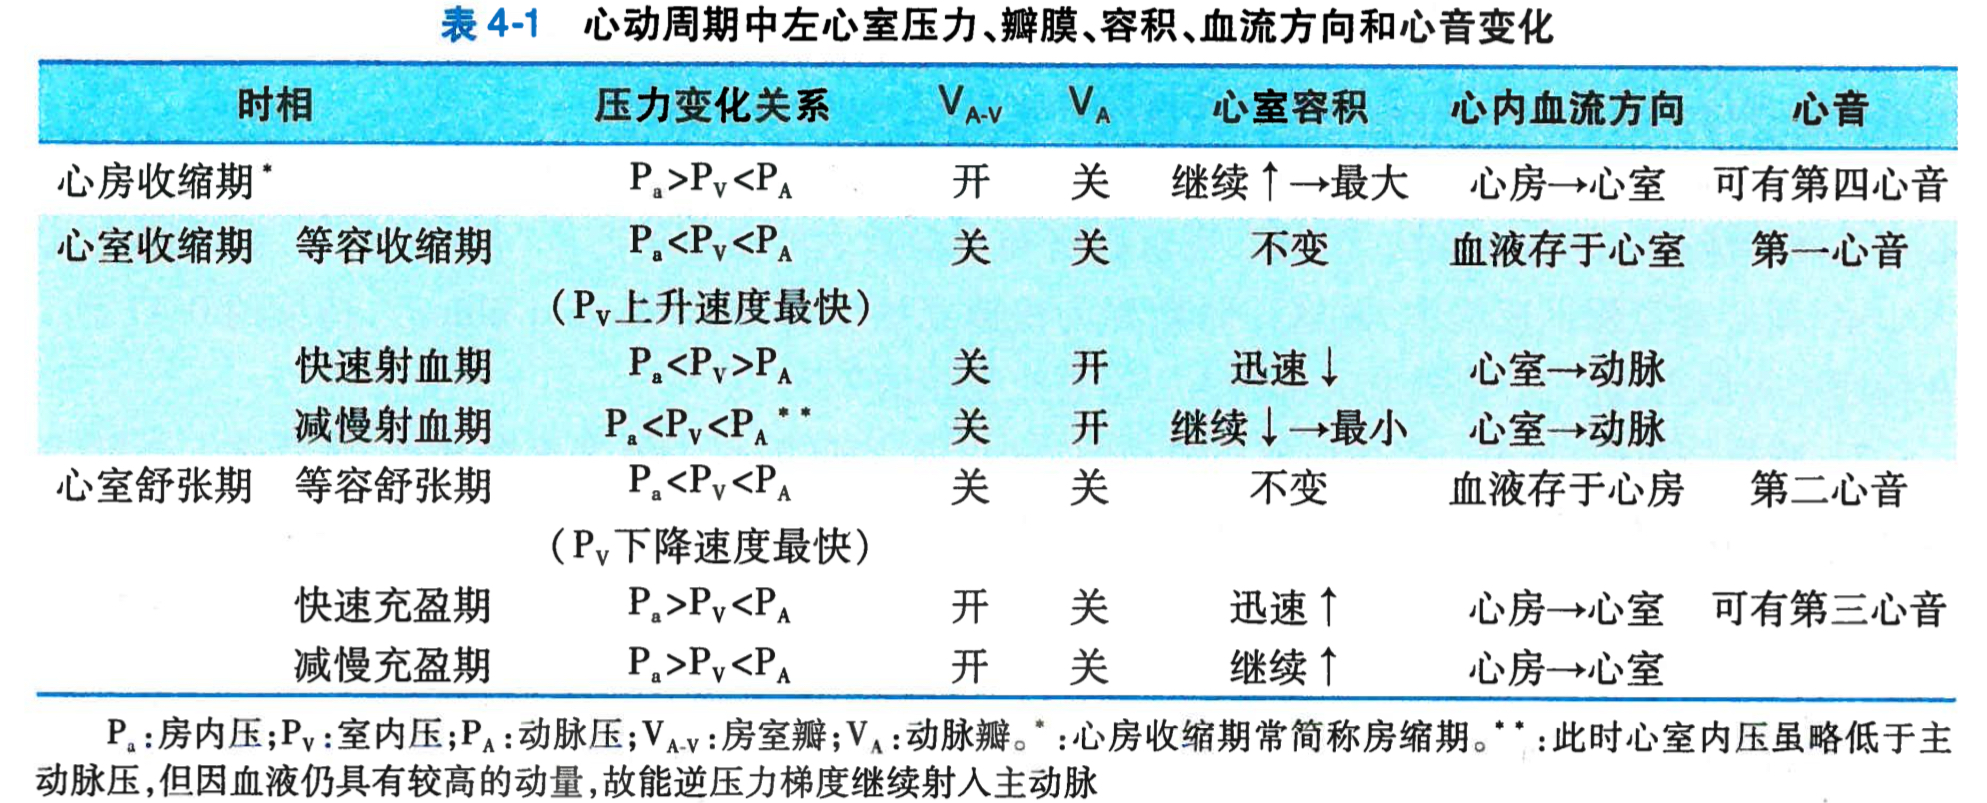 表 4-1 心动周期中左心室压力、瓣膜、容积、血流方向和心音变化
时相 压力变化关系 V_A-V V_A 心室容积 心内血流方向 心音
心房收缩期* P_a>P_V<P_A 开 关 继续↑→最大 心房→心室 可有第四心音
心室收缩期 等容收缩期 P_a<P_V<P_A 关 关 不变 血液存于心室 第一心音
(P_V上升速度最快)
快速射血期 P_a<P_V>P_A 关 开 迅速↓ 心室→动脉
减慢射血期 P_a<P_V<P_A** 关 开 继续↓→最小 心室→动脉
心室舒张期 等容舒张期 P_a<P_V<P_A 关 关 不变 血液存于心房 第二心音
(P_V下降速度最快)
快速充盈期 P_a>P_V<P_A 开 关 迅速↑ 心房→心室 可有第三心音
减慢充盈期 P_a>P_V<P_A 开 关 继续↑ 心房→心室
P_a:房内压;P_V:室内压;P_A:动脉压;V_A-V:房室瓣;V_A:动脉瓣。*:心房收缩期常简称房缩期。**:此时心室内压虽略低于主
动脉压,但因血液仍具有较高的动量,故能逆压力梯度继续射入主动脉